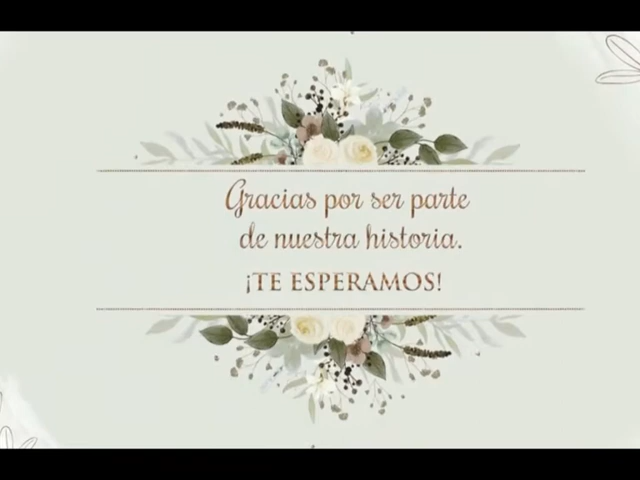 Gracias por ser parte
de nuestra historia.
¡TE ESPERAMOS!